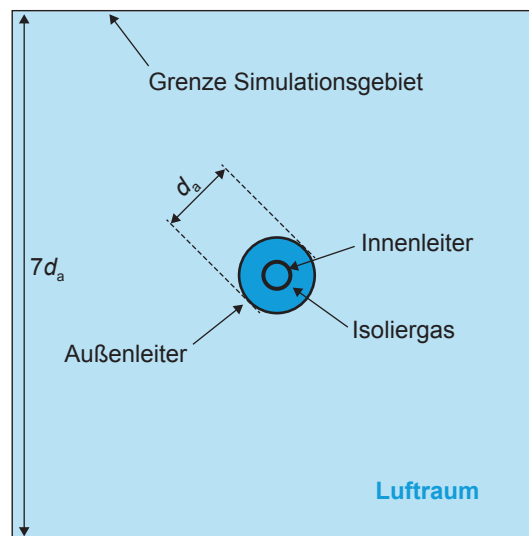 Grenze Simulationsgebiet
dₐ
Innenleiter
7dₐ
Isoliergas
Außenleiter
Luftraum